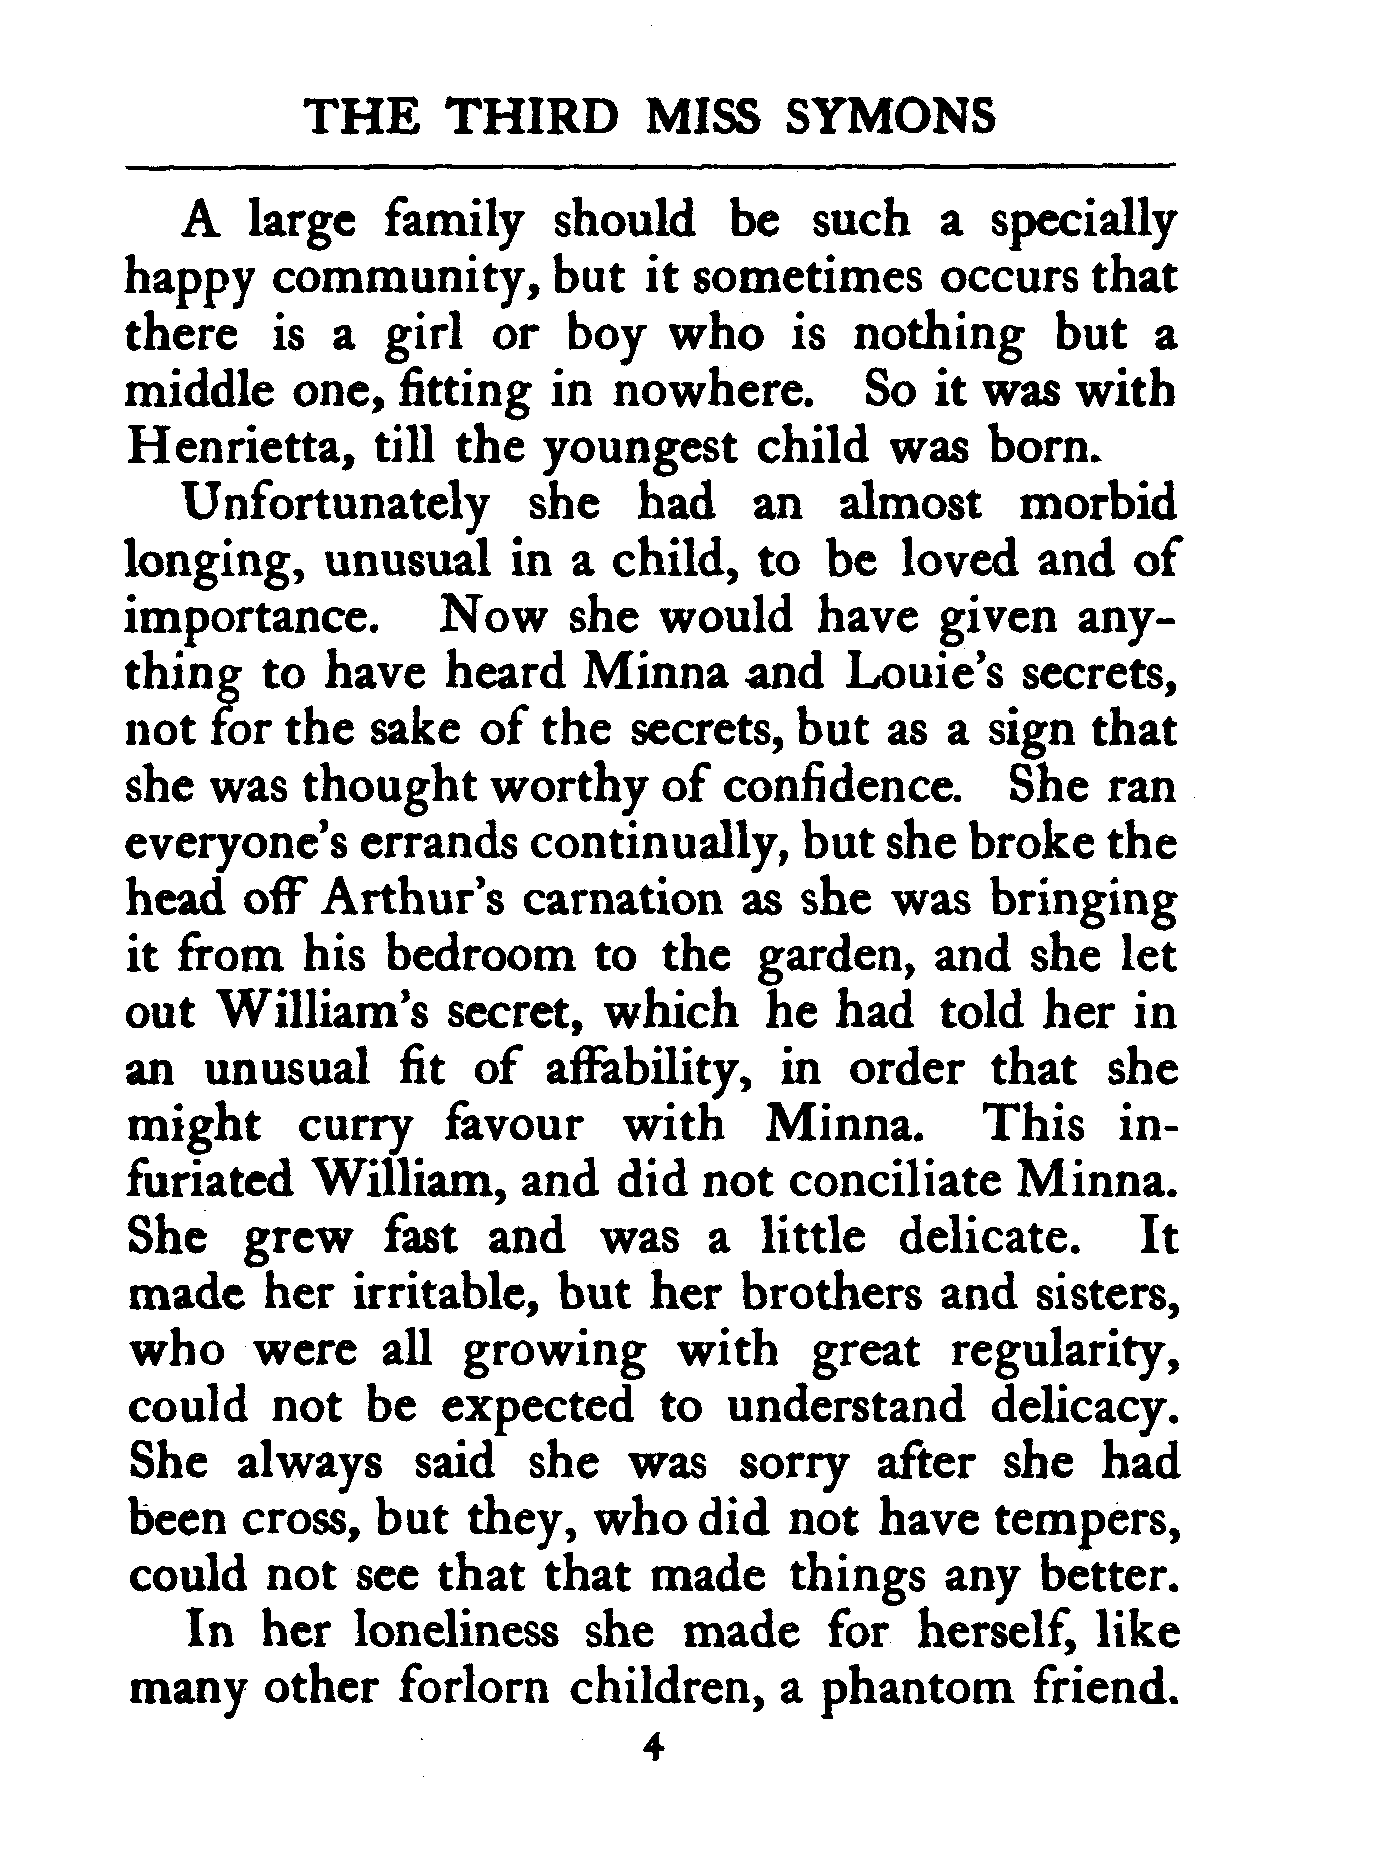 THE THIRD MISS SYMONS
A large family should be such a specially
happy community, but it sometimes occurs that
there is a girl or boy who is nothing but a
middle one, fitting in nowhere. So it was with
Henrietta, till the youngest child was born.
Unfortunately she had an almost morbid
longing, unusual in a child, to be loved and of
importance. Now she would have given any-
thing to have heard Minna and Louie's secrets,
not for the sake of the secrets, but as a sign that
she was thought worthy of confidence. She ran
everyone's errands continually, but she broke the
head off Arthur's carnation as she was bringing
it from his bedroom to the garden, and she let
out William's secret, which he had told her in
an unusual fit of affability, in order that she
might curry favour with Minna. This in-
furiated William, and did not conciliate Minna.
She grew fast and was a little delicate. It
made her irritable, but her brothers and sisters,
who were all growing with great regularity,
could not be expected to understand delicacy.
She always said she was sorry after she had
been cross, but they, who did not have tempers,
could not see that that made things any better.
In her loneliness she made for herself, like
many other forlorn children, a phantom friend.
4